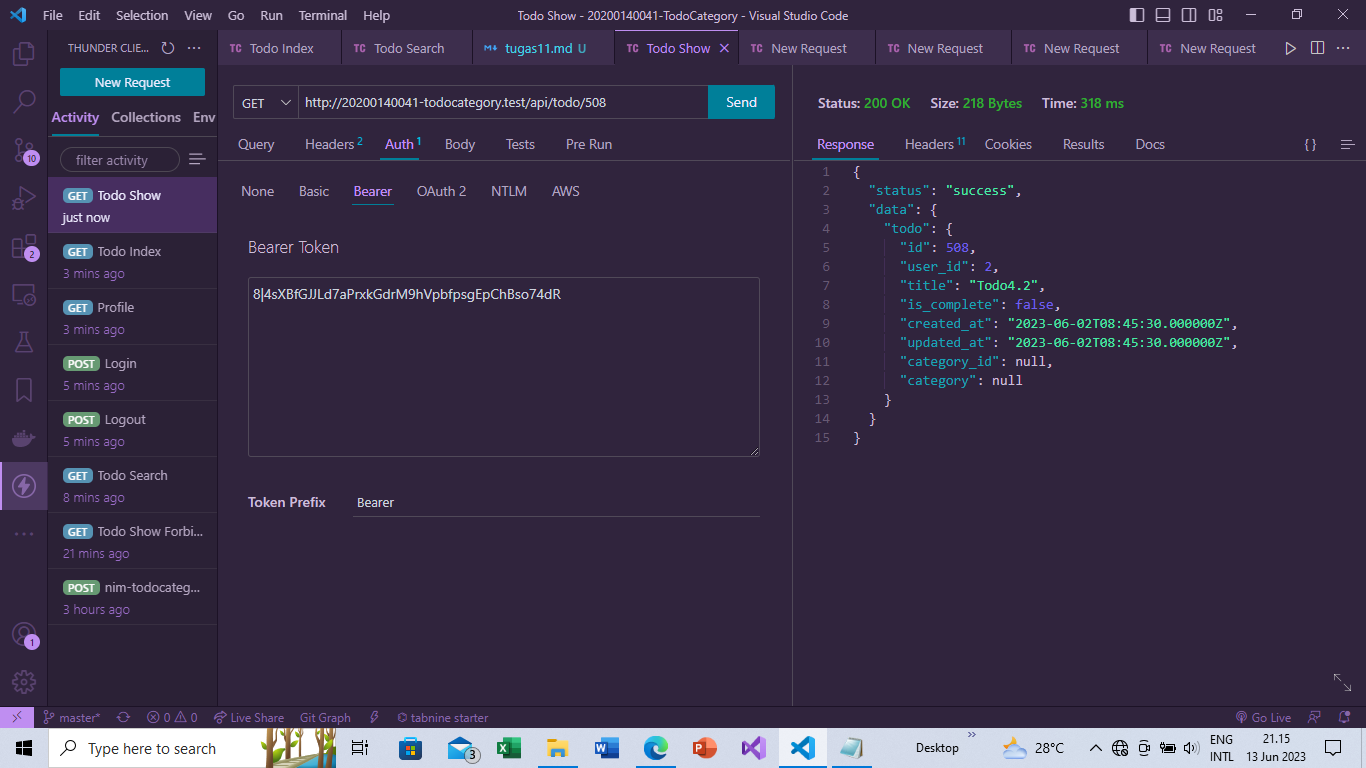 File Edit Selection View Go Run Terminal Help
Todo Show - 20200140041-TodoCategory - Visual Studio Code
THUNDER CLIE... ...
TC Todo Index
TC Todo Search
M↓ tugas11.md U
TC Todo Show
TC New Request
TC New Request
TC New Request
TC New Request
New Request
Activity Collections Env
filter activity
GET Todo Show
just now
GET Todo Index
3 mins ago
GET Profile
3 mins ago
POST Login
5 mins ago
POST Logout
5 mins ago
GET Todo Search
8 mins ago
GET Todo Show Forbi...
21 mins ago
POST nim-todocateg...
3 hours ago
10
2
1
GET http://20200140041-todocategory.test/api/todo/508 Send
Query Headers 2 Auth 1 Body Tests Pre Run
None Basic Bearer OAuth 2 NTLM AWS
Bearer Token
8|4sXBfGJJLd7aPrxkGdrM9hVpbfpsgEpChBso74dR
Token Prefix Bearer
Status: 200 OK Size: 218 Bytes Time: 318 ms
Response Headers 11 Cookies Results Docs { }
1 {
2 "status": "success",
3 "data": {
4 "todo": {
5 "id": 508,
6 "user_id": 2,
7 "title": "Todo4.2",
8 "is_complete": false,
9 "created_at": "2023-06-02T08:45:30.000000Z",
10 "updated_at": "2023-06-02T08:45:30.000000Z",
11 "category_id": null,
12 "category": null
13 }
14 }
15 }
master* 0 0 Live Share Git Graph tabnine starter Go Live
Type here to search
3
Desktop
28°C
ENG
INTL
21.15
13 Jun 2023